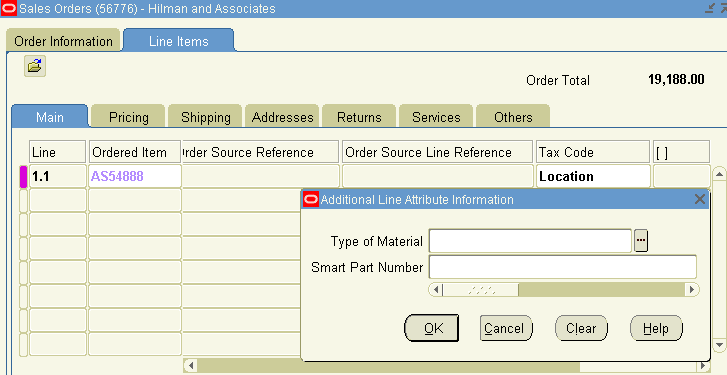 Sales Orders (56776) - Hilman and Associates
Order Information Line Items
Order Total 19,188.00
Main Pricing Shipping Addresses Returns Services Others
Line Ordered Item rder Source Reference Order Source Line Reference Tax Code [ ]
1.1 AS54888 Location
Additional Line Attribute Information
Type of Material ...
Smart Part Number
OK Cancel Clear Help